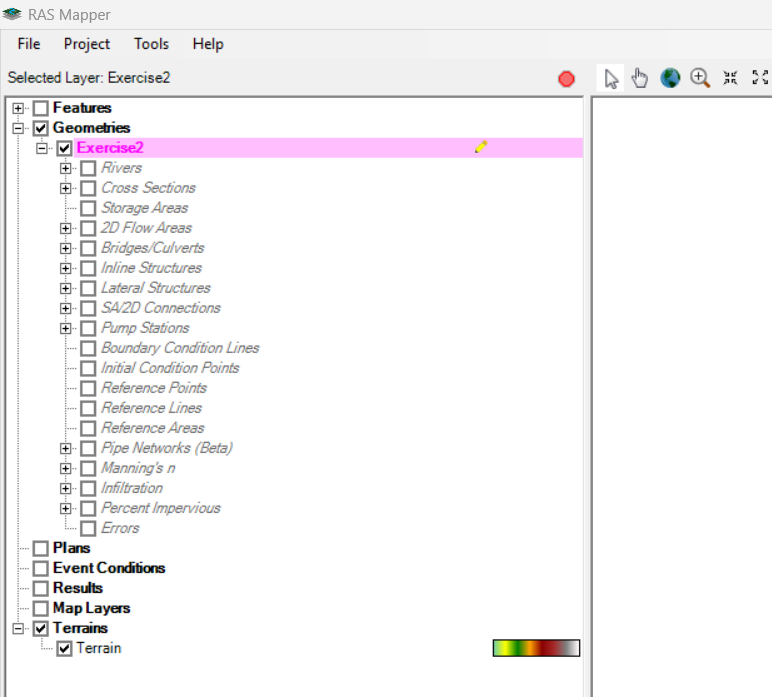 RAS Mapper
File Project Tools Help
Selected Layer: Exercise2
Features
Geometries
Exercise2
Rivers
Cross Sections
Storage Areas
2D Flow Areas
Bridges/Culverts
Inline Structures
Lateral Structures
SA/2D Connections
Pump Stations
Boundary Condition Lines
Initial Condition Points
Reference Points
Reference Lines
Reference Areas
Pipe Networks (Beta)
Manning's n
Infiltration
Percent Impervious
Errors
Plans
Event Conditions
Results
Map Layers
Terrains
Terrain